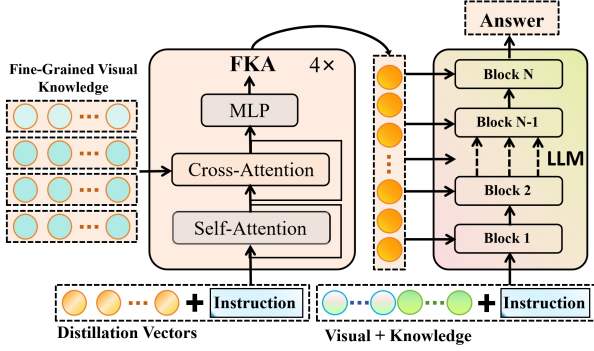 Answer
Fine-Grained Visual
Knowledge
FKA 4×
MLP
Cross-Attention
Self-Attention
Block N
Block N-1
LLM
Block 2
Block 1
+ Instruction
Distillation Vectors
+ Instruction
Visual + Knowledge